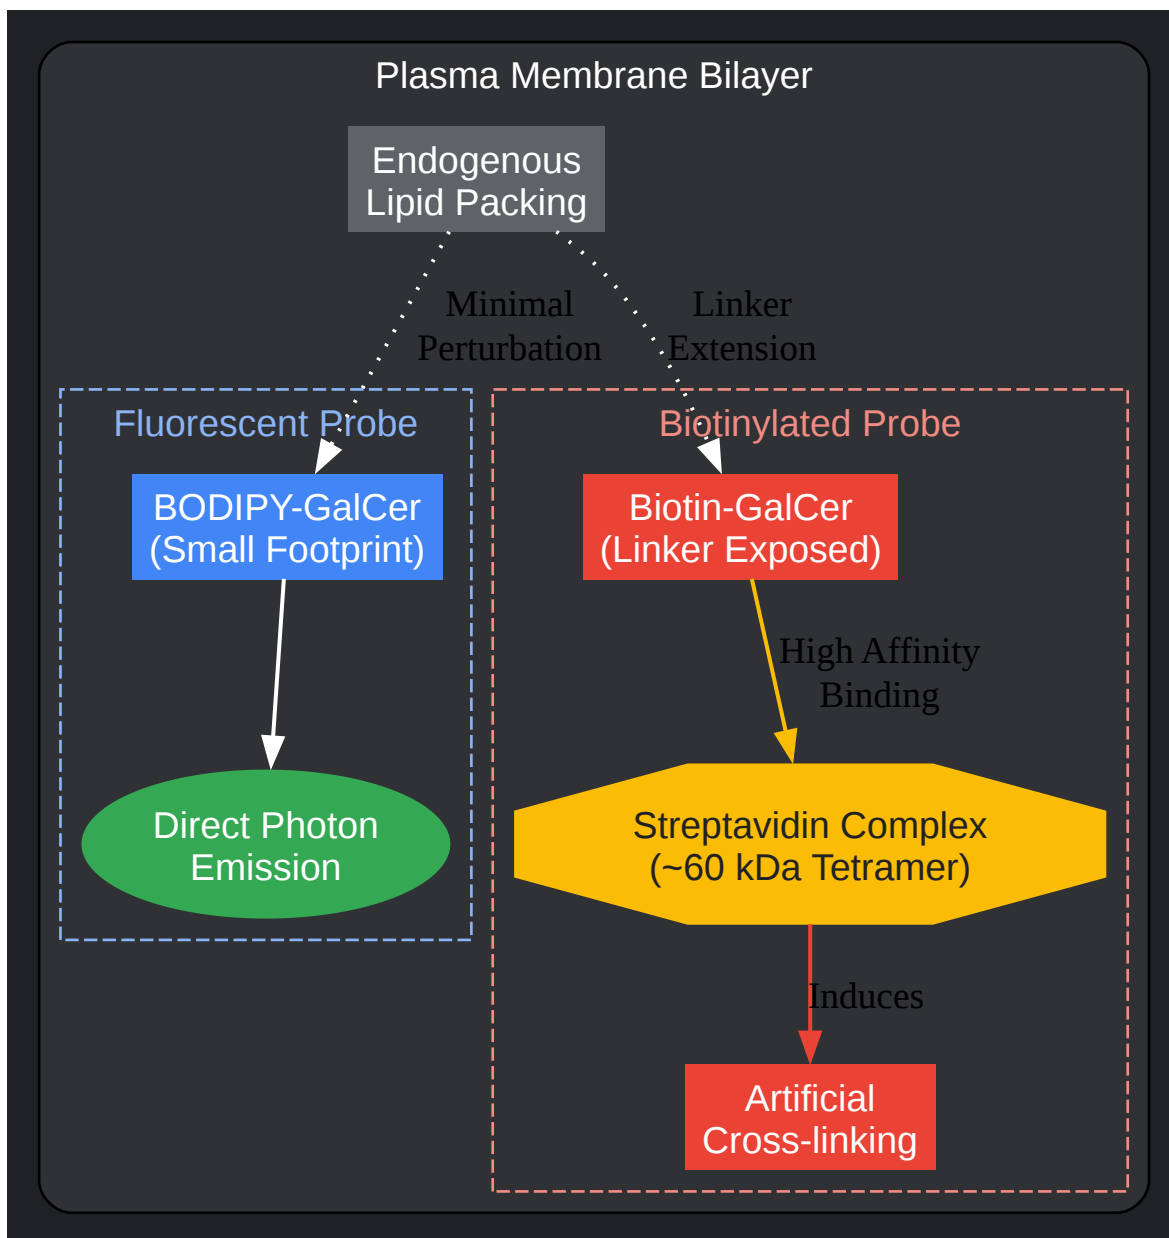 Plasma Membrane Bilayer
Endogenous
Lipid Packing
Minimal
Perturbation
Linker
Extension
Fluorescent Probe
BODIPY-GalCer
(Small Footprint)
Direct Photon
Emission
Biotinylated Probe
Biotin-GalCer
(Linker Exposed)
High Affinity
Binding
Streptavidin Complex
(~60 kDa Tetramer)
Induces
Artificial
Cross-linking